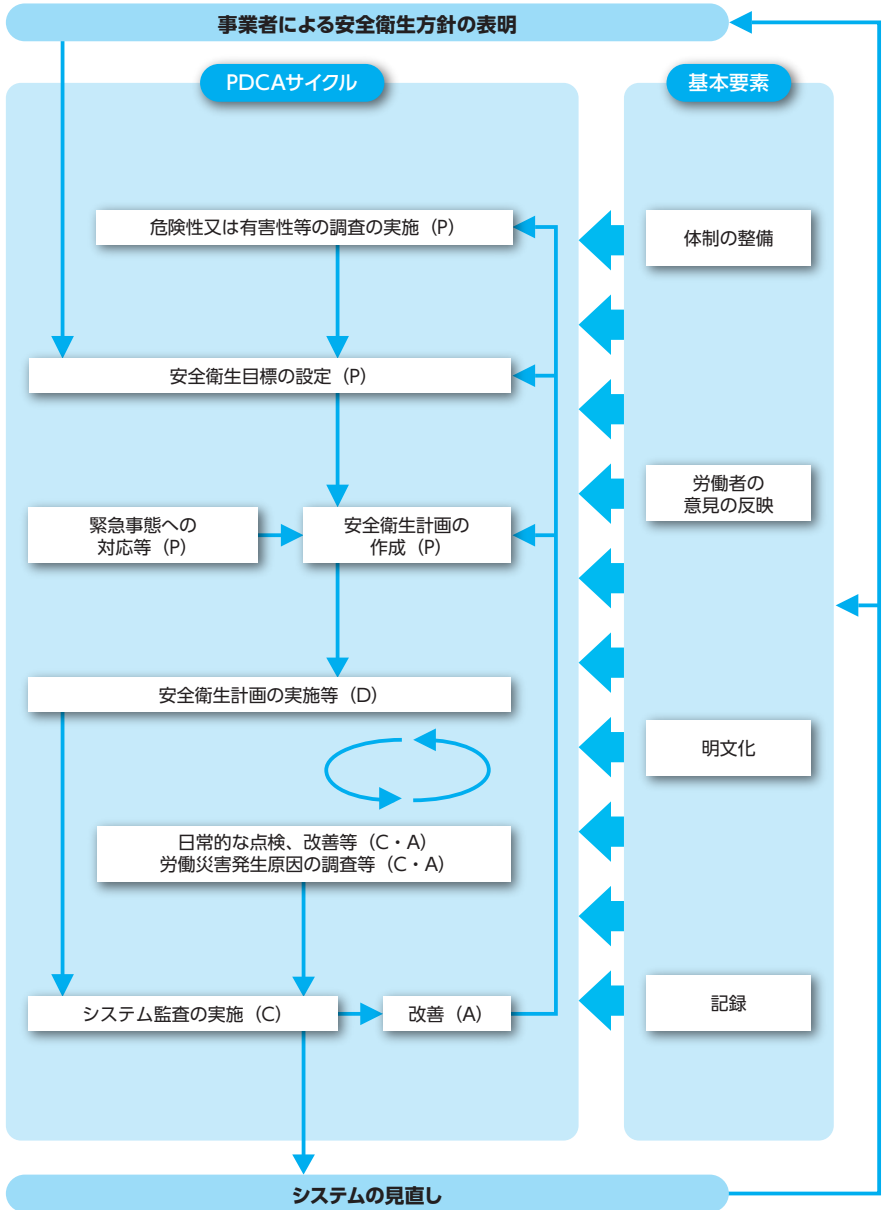 事業者による安全衛生方針の表明
PDCAサイクル
基本要素
危険性又は有害性等の調査の実施（P）
体制の整備
安全衛生目標の設定（P）
緊急事態への
対応等（P）
安全衛生計画の
作成（P）
労働者の
意見の反映
安全衛生計画の実施等（D）
明文化
日常的な点検、改善等（C・A）
労働災害発生原因の調査等（C・A）
システム監査の実施（C）
改善（A）
記録
システムの見直し